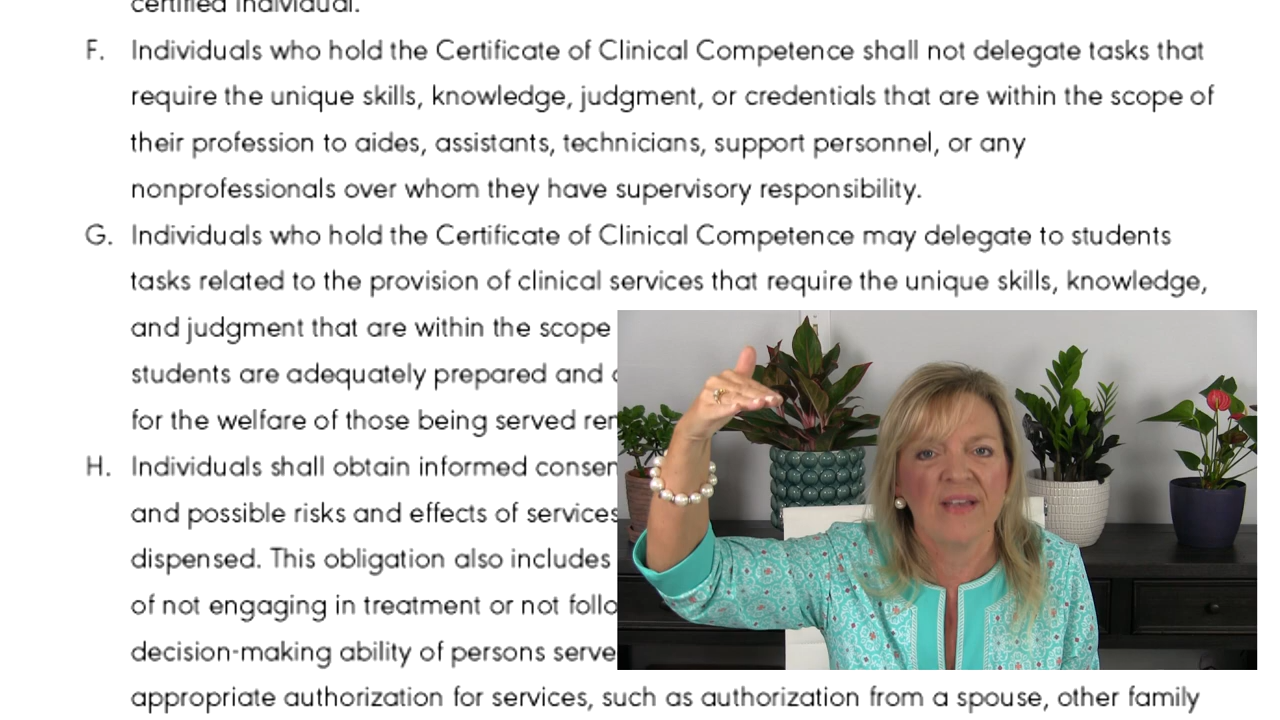 certified individual.
F. Individuals who hold the Certificate of Clinical Competence shall not delegate tasks that
require the unique skills, knowledge, judgment, or credentials that are within the scope of
their profession to aides, assistants, technicians, support personnel, or any
nonprofessionals over whom they have supervisory responsibility.
G. Individuals who hold the Certificate of Clinical Competence may delegate to students
tasks related to the provision of clinical services that require the unique skills, knowledge,
and judgment that are within the scope
students are adequately prepared and
for the welfare of those being served
H. Individuals shall obtain informed
and possible risks and effects of services
dispensed. This obligation also includes
of not engaging in treatment or not
decision-making ability of persons
appropriate authorization for services, such as authorization from a spouse, other family